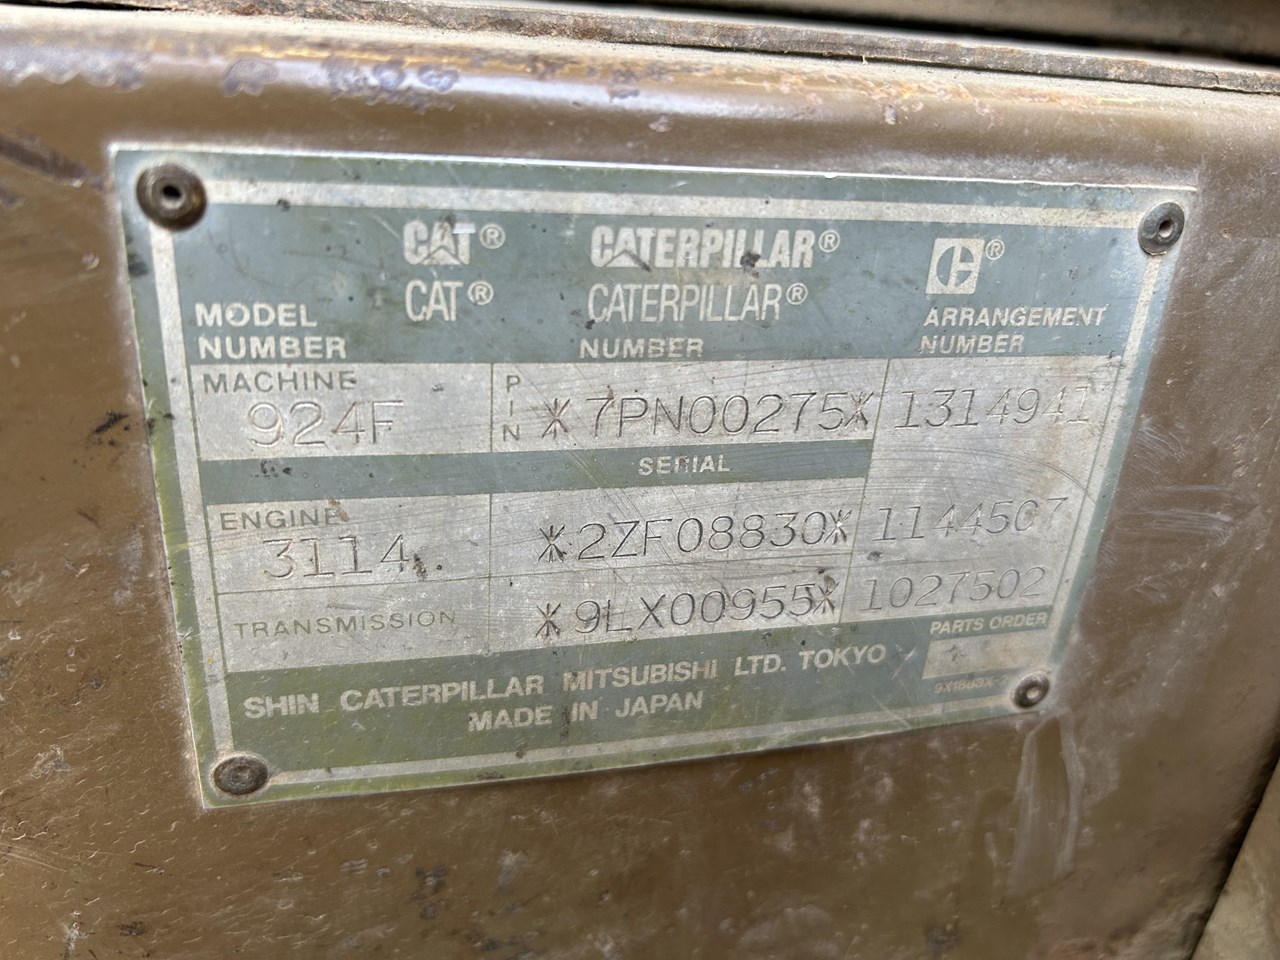 CAT® CATERPILLAR® ®
CAT® CATERPILLAR®
MODEL NUMBER NUMBER ARRANGEMENT NUMBER
MACHINE
924F PIN *7PN00275* 1314941
SERIAL
ENGINE
3114 *2ZF08830* 1144507
TRANSMISSION *9LX00955* 1027502
PARTS ORDER
SHIN CATERPILLAR MITSUBISHI LTD. TOKYO
MADE IN JAPAN